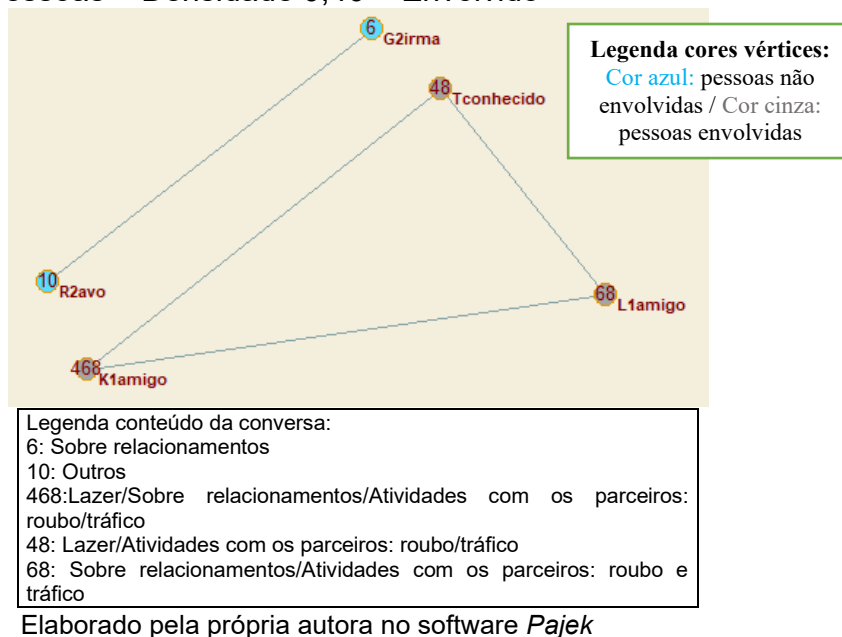 6 G2irma
48 Tconhecido
Legenda cores vértices:
Cor azul: pessoas não
envolvidas / Cor cinza:
pessoas envolvidas
10 R2avo
68 L1amigo
468 K1amigo
Legenda conteúdo da conversa:
6: Sobre relacionamentos
10: Outros
468:Lazer/Sobre relacionamentos/Atividades com os parceiros:
roubo/tráfico
48: Lazer/Atividades com os parceiros: roubo/tráfico
68: Sobre relacionamentos/Atividades com os parceiros: roubo e
tráfico
Elaborado pela própria autora no software Pajek